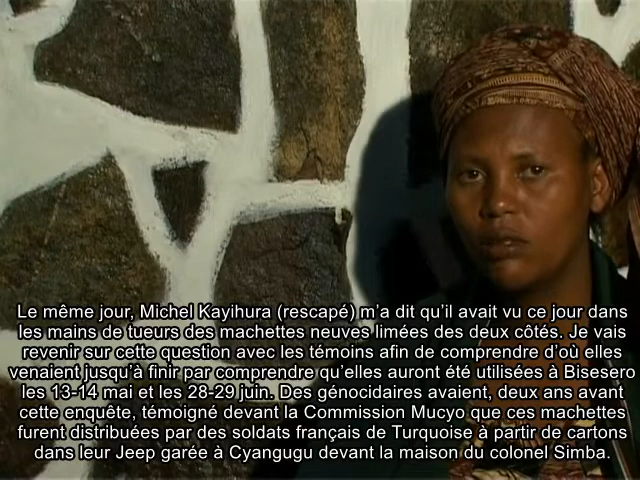 Le même jour, Michel Kayihura (rescapé) m'a dit qu'il avait vu ce jour dans
les mains de tueurs des machettes neuves limées des deux côtés. Je vais
revenir sur cette question avec les témoins afin de comprendre d'où elles
venaient jusqu'à finir par comprendre qu'elles auront été utilisées à Bisesero
les 13-14 mai et les 28-29 juin. Des génocidaires avaient, deux ans avant
cette enquête, témoigné devant la Commission Mucyo que ces machettes
furent distribuées par des soldats français de Turquoise à partir de cartons
dans leur Jeep garée à Cyangugu devant la maison du colonel Simba.